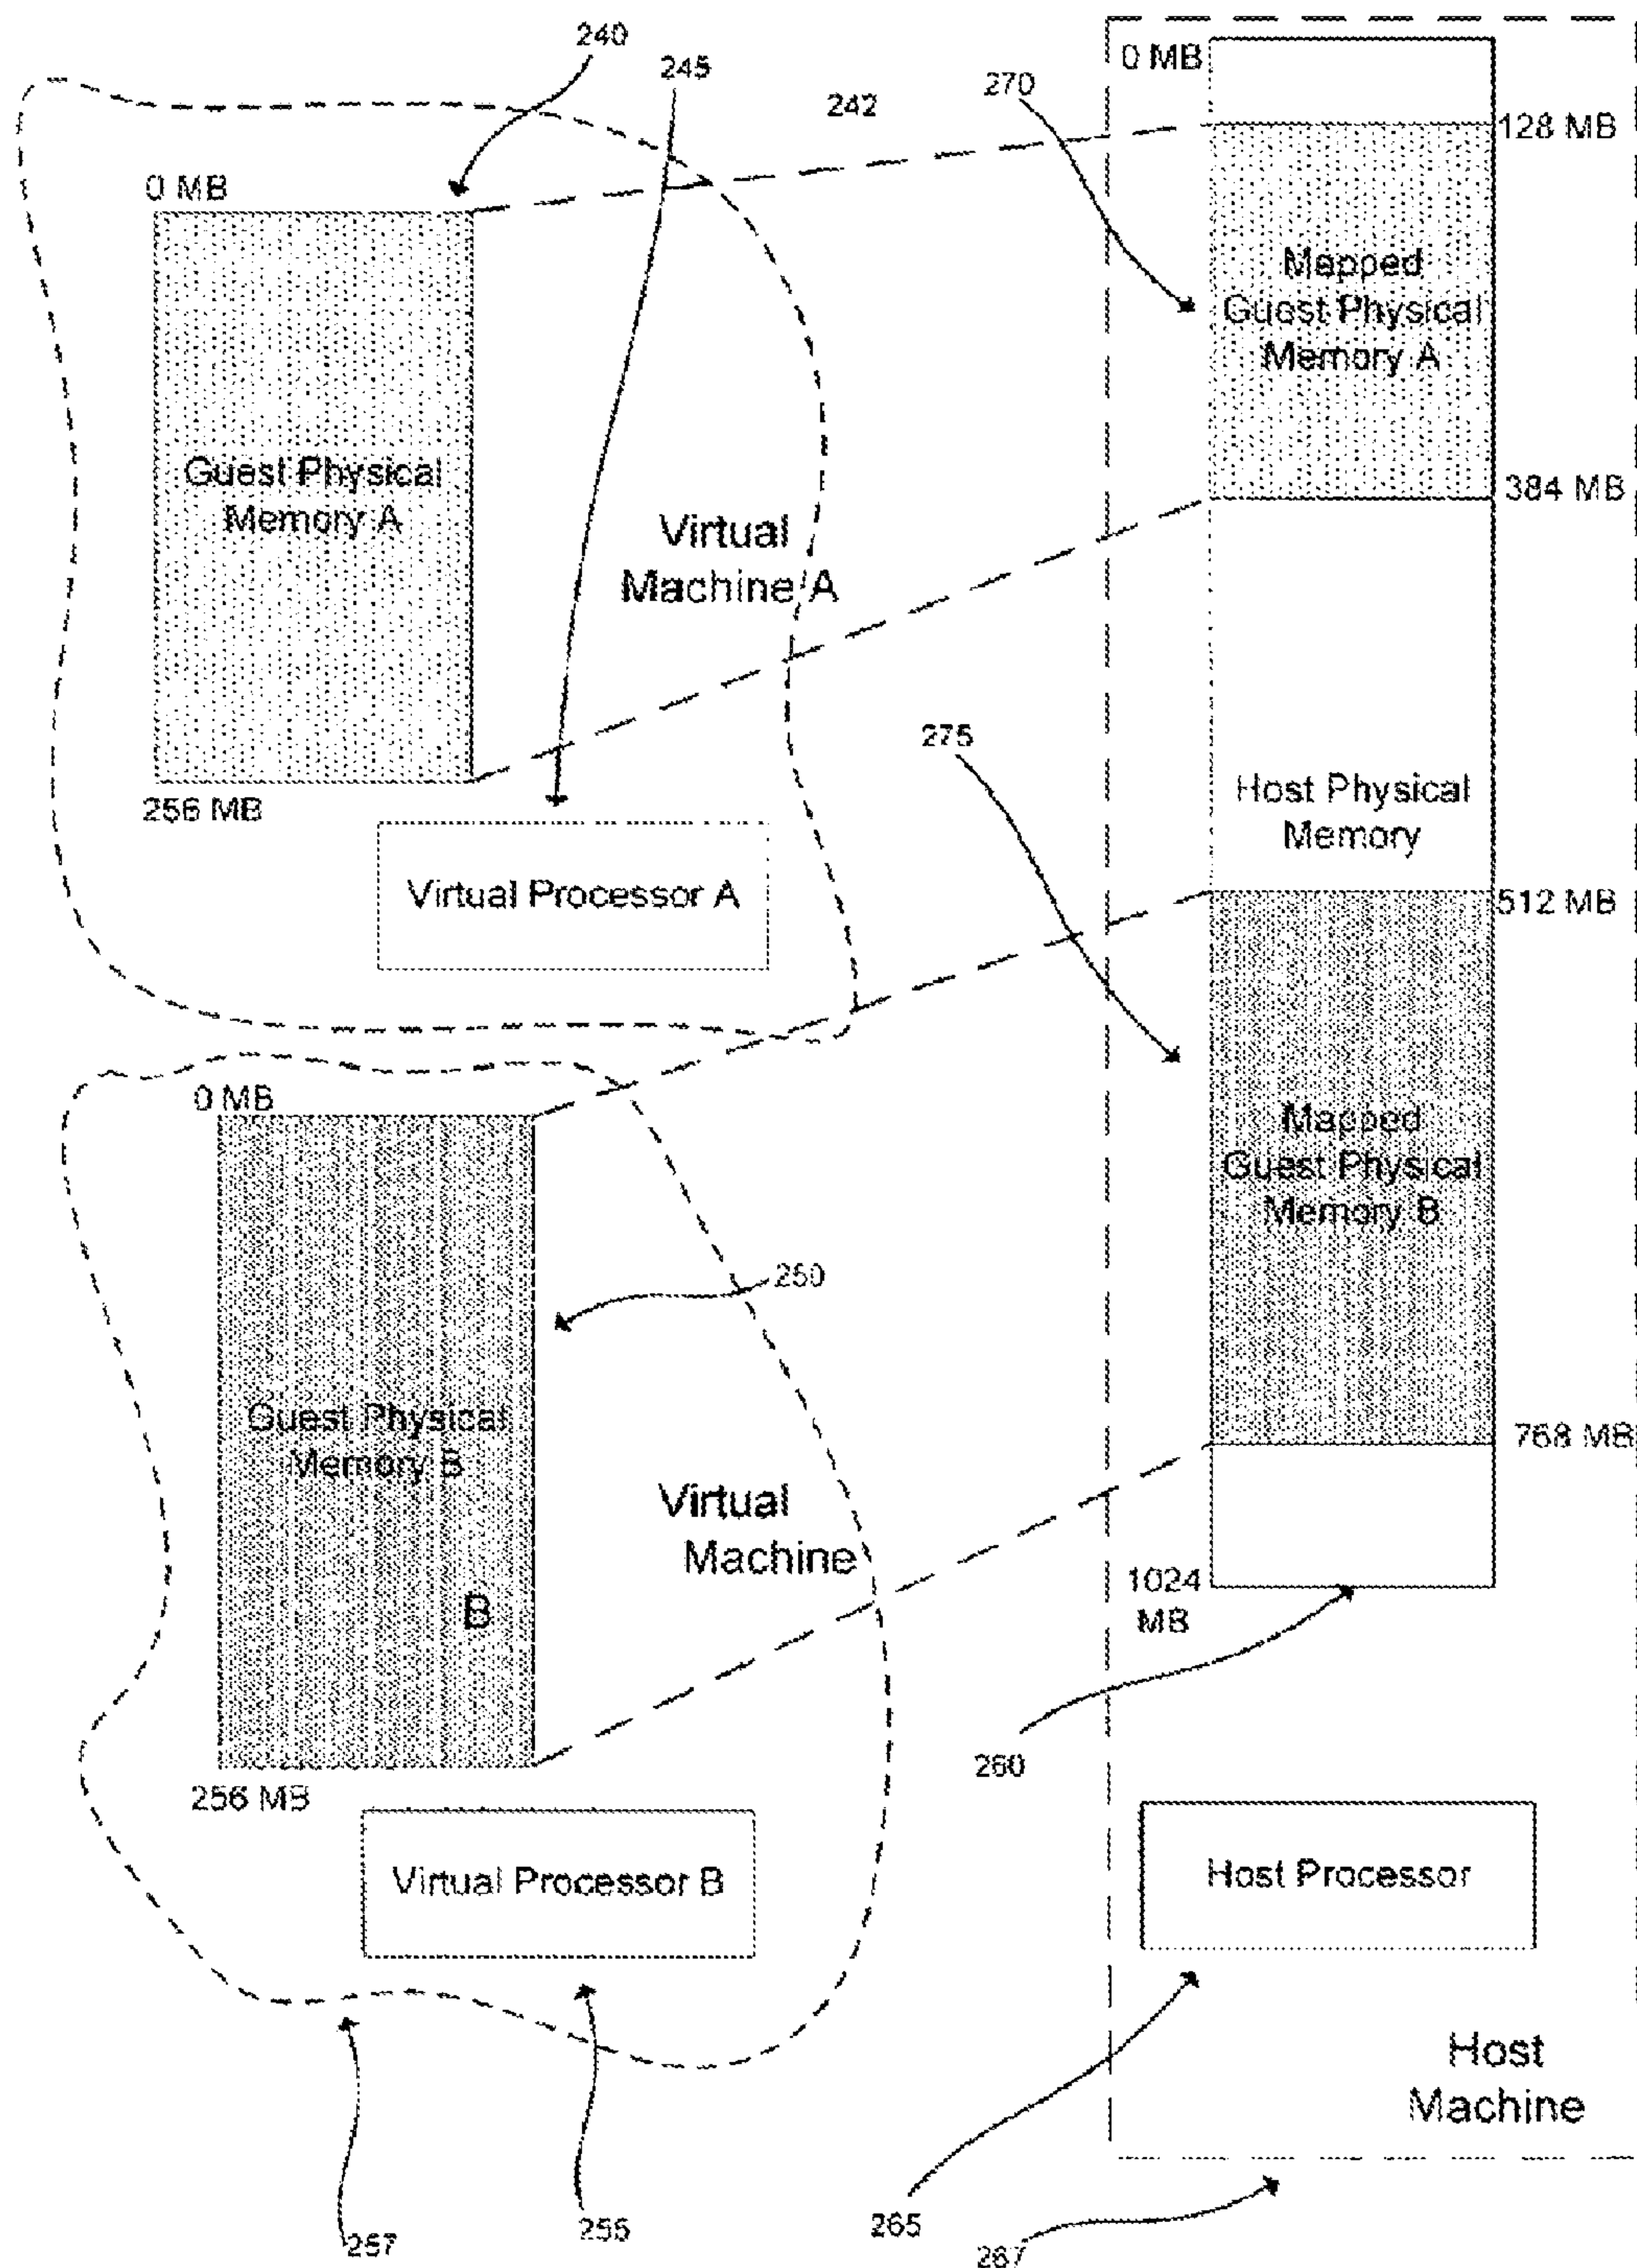 240
245
242
270
0 MB
128 MB
0 MB
Mapped
Guest Physical
Memory A
Guest Physical
Memory A
384 MB
Virtual
Machine A
275
256 MB
Host Physical
Memory
Virtual Processor A
512 MB
0 MB
Mapped
Guest Physical
Memory B
250
Guest Physical
Memory B
768 MB
Virtual
Machine
B
1024
MB
260
256 MB
Virtual Processor B
Host Processor
Host
Machine
257
255
265
267